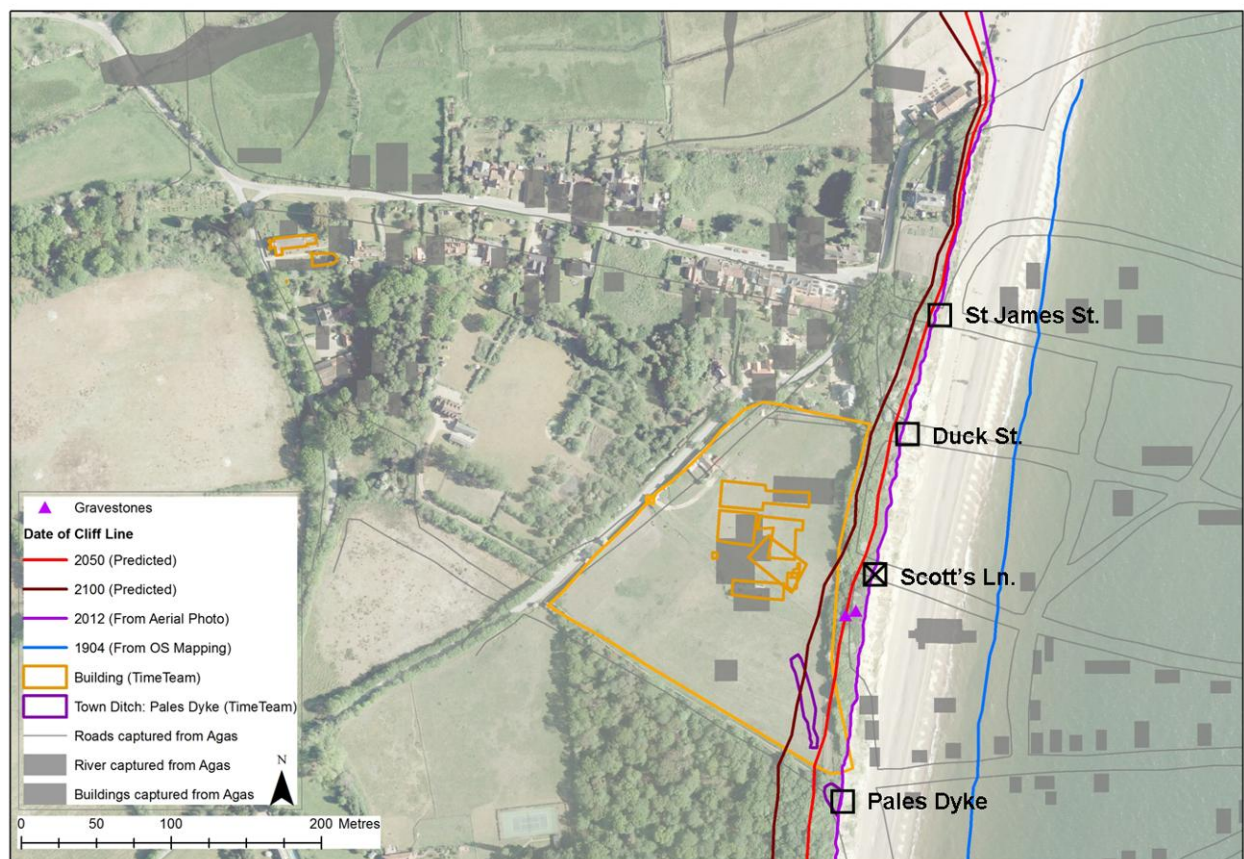 St James St.
Duck St.
Scott's Ln.
Pales Dyke
Gravestones
Date of Cliff Line
2050 (Predicted)
2100 (Predicted)
2012 (From Aerial Photo)
1904 (From OS Mapping)
Building (TimeTeam)
Town Ditch: Pales Dyke (TimeTeam)
Roads captured from Agas
River captured from Agas
Buildings captured from Agas
N
0 50 100 200 Metres